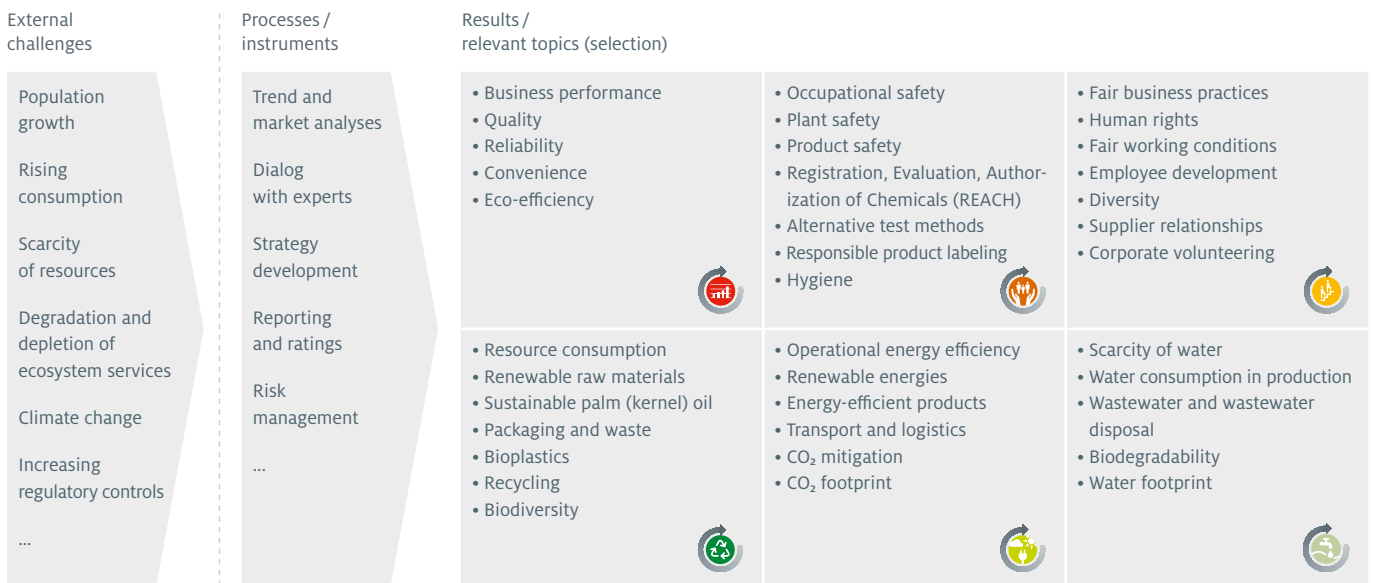 External
challenges
Population
growth
Rising
consumption
Scarcity
of resources
Degradation and
depletion of
ecosystem services
Climate change
Increasing
regulatory controls
...
Processes /
instruments
Trend and
market analyses
Dialog
with experts
Strategy
development
Reporting
and ratings
Risk
management
...
Results /
relevant topics (selection)
• Business performance
• Quality
• Reliability
• Convenience
• Eco-efficiency
• Occupational safety
• Plant safety
• Product safety
• Registration, Evaluation, Author-
ization of Chemicals (REACH)
• Alternative test methods
• Responsible product labeling
• Hygiene
• Fair business practices
• Human rights
• Fair working conditions
• Employee development
• Diversity
• Supplier relationships
• Corporate volunteering
• Resource consumption
• Renewable raw materials
• Sustainable palm (kernel) oil
• Packaging and waste
• Bioplastics
• Recycling
• Biodiversity
• Operational energy efficiency
• Renewable energies
• Energy-efficient products
• Transport and logistics
• CO₂ mitigation
• CO₂ footprint
• Scarcity of water
• Water consumption in production
• Wastewater and wastewater
disposal
• Biodegradability
• Water footprint